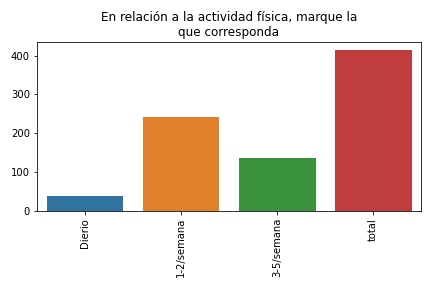 En relación a la actividad física, marque la
que corresponda
400
300
200
100
0
Dierio
1-2/semana
3-5/semana
total